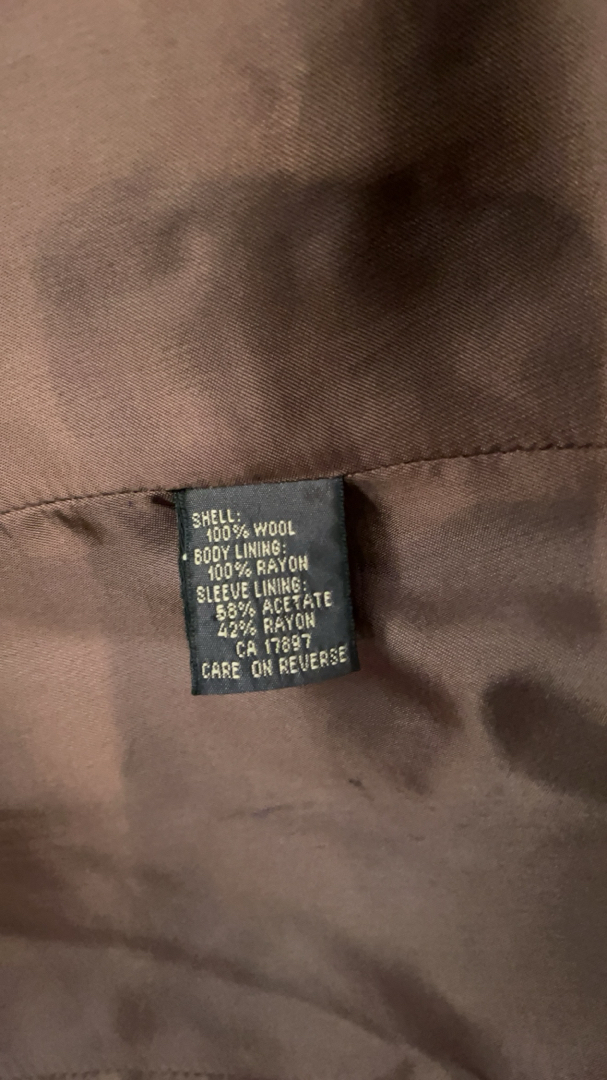 SHELL:
100% WOOL
BODY LINING:
100% RAYON
SLEEVE LINING:
58% ACETATE
42% RAYON
CA 17897
CARE ON REVERSE